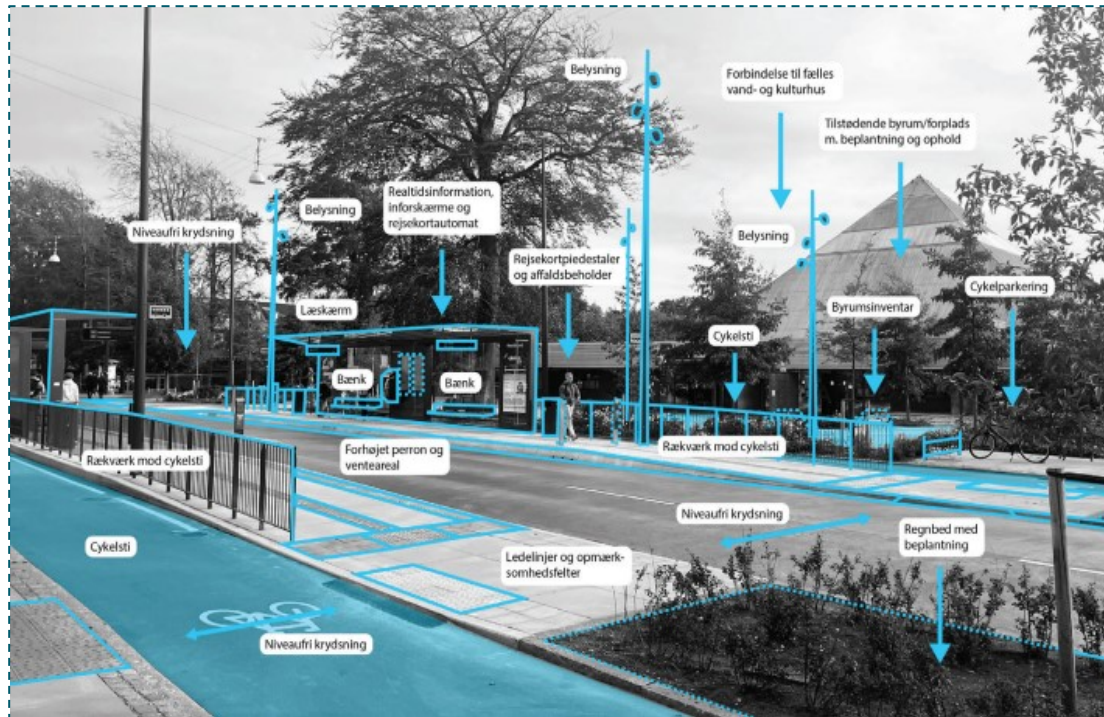 Belysning
Forbindelse til fælles
vand- og kulturhus
Tilstødende byrum/forplads
m. beplantning og ophold
Realtidsinformation,
inforskærme og
rejsekortautomat
Belysning
Niveaufri krydsning
Belysning
Rejsekortpiedestaler
og affaldsbeholder
Cykelparkering
Læskærm
Byrumsinventar
Cykelsti
Bænk
Bænk
Rækværk mod cykelsti
Forhøjet perron og
venteareal
Rækværk mod cykelsti
Niveaufri krydsning
Regnbed med
beplantning
Cykelsti
Ledelinjer og opmærk-
somhedsfelter
Niveaufri krydsning